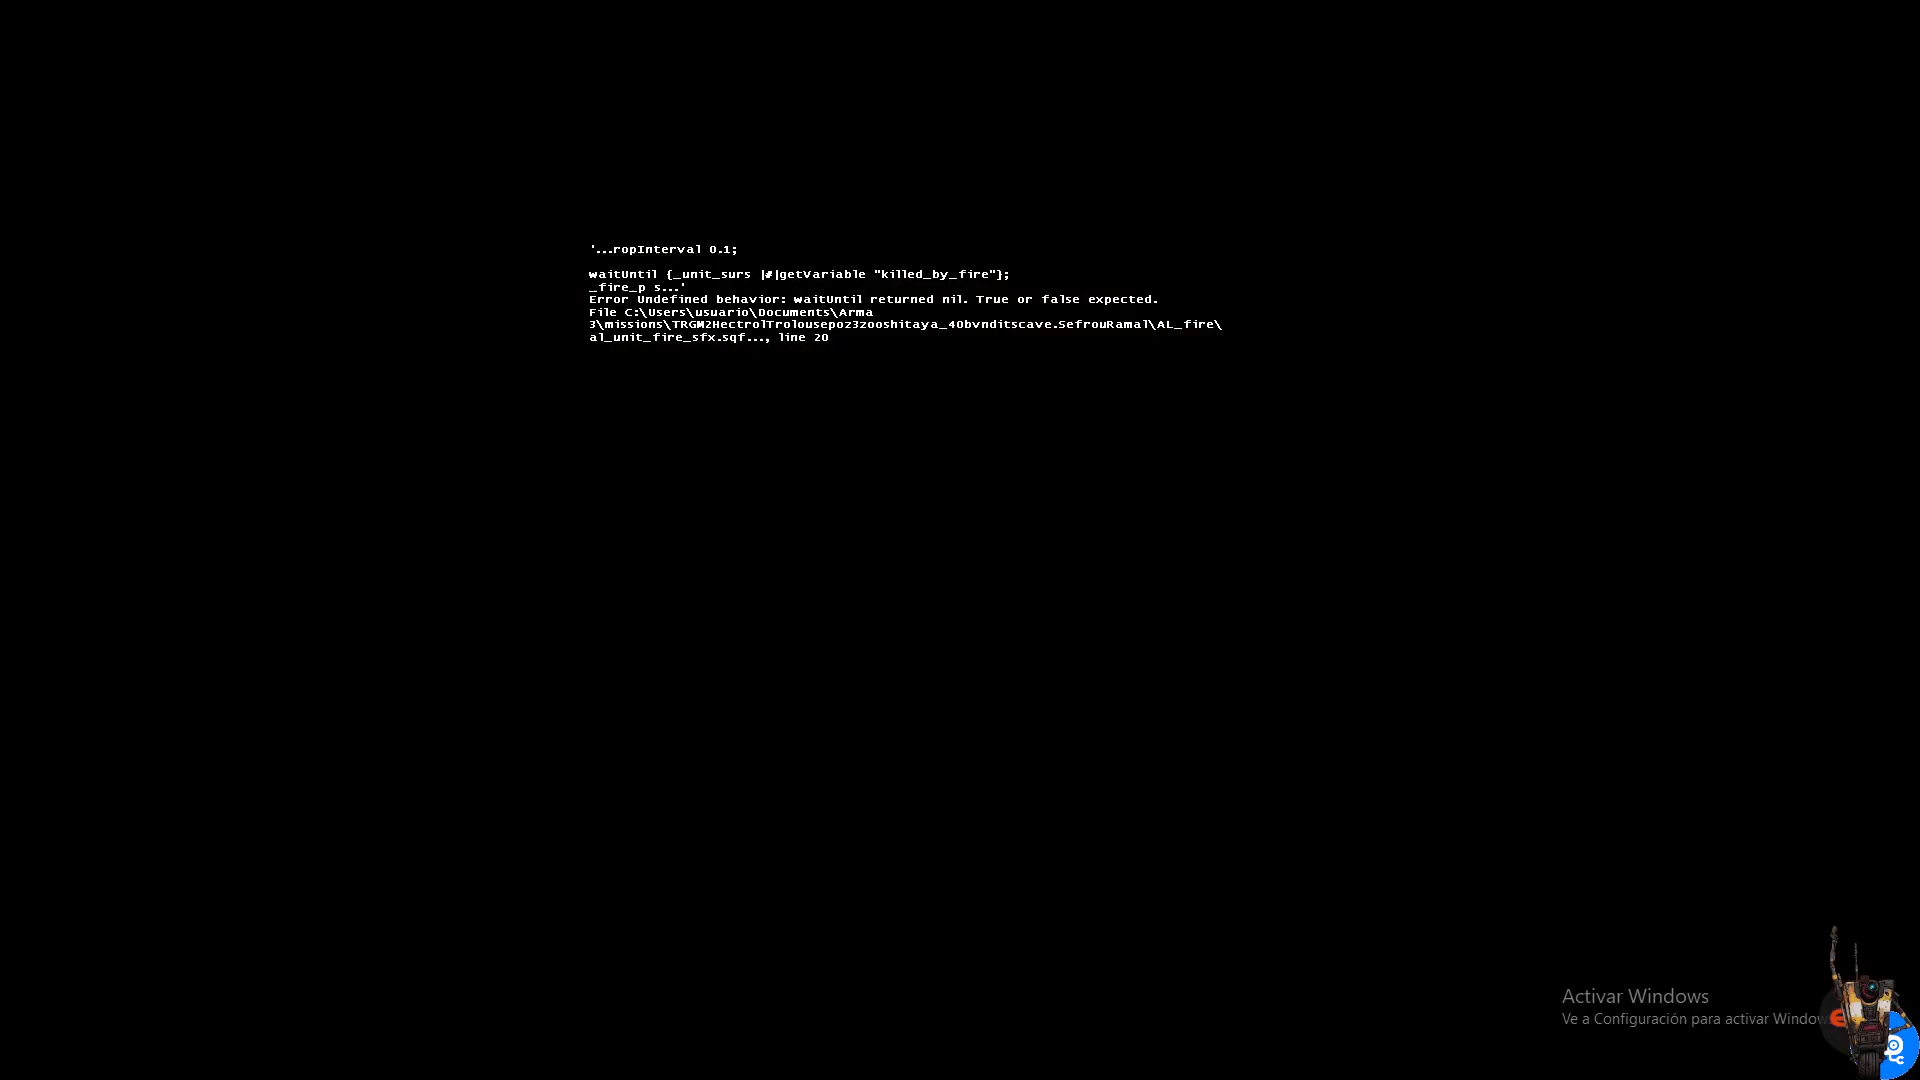 '...ropInterval 0.1;
waitUntil {_unit_surs |#|getVariable "killed_by_fire"};
_fire_p s...'
Error Undefined behavior: waitUntil returned nil. True or false expected.
File C:\Users\usuario\Documents\Arma
3\missions\TRGM2HectrolTrolousepoz3zooshitaya_40bvnditscave.SefrouRamal\AL_fire\
al_unit_fire_sfx.sqf..., line 20
Activar Windows
Ve a Configuración para activar Windows